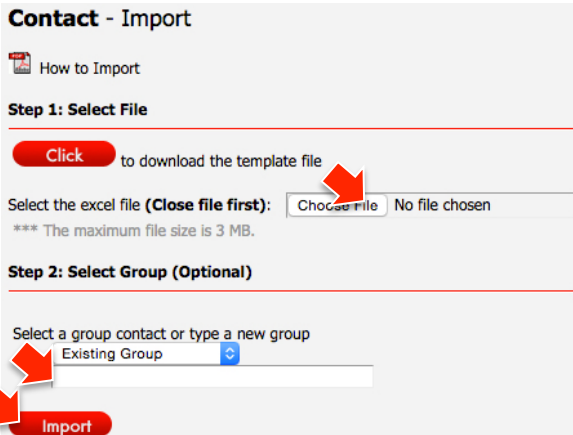 Contact - Import
PDF
How to Import
Step 1: Select File
Click to download the template file
Select the excel file (Close file first): Choose File No file chosen
*** The maximum file size is 3 MB.
Step 2: Select Group (Optional)
Select a group contact or type a new group
Existing Group
Import